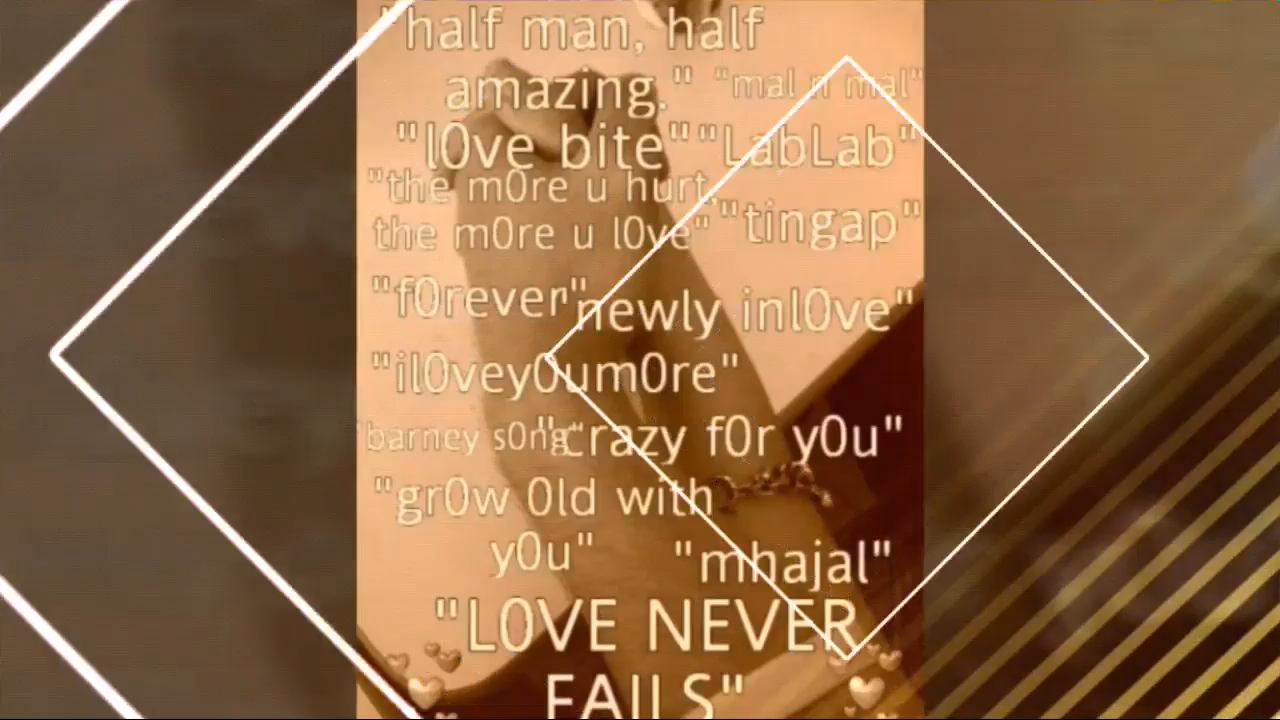 "half man, half
amazing." "mal n mal"
"l0ve bite" "LabLab"
"the m0re u hurt,
the m0re u l0ve" "tingap"
"f0rever" "newly inl0ve"
"il0vey0um0re"
"barney s0ng" "crazy f0r y0u"
"gr0w 0ld with
y0u" "mhajal"
"L0VE NEVER
FAILS"